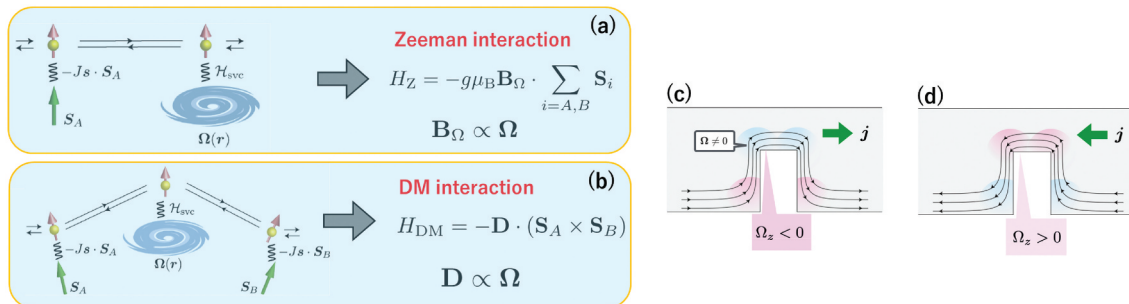 (a)
Zeeman interaction
−Js · S_A
ℋ_svc
H_Z = −gμ_B B_Ω · ∑_{i=A,B} S_i
S_A
Ω(r)
B_Ω ∝ Ω
(b)
DM interaction
ℋ_svc
−Js · S_A
Ω(r)
−Js · S_B
H_DM = −D · (S_A × S_B)
S_A
S_B
D ∝ Ω
(c)
Ω ≠ 0
j
Ω_z < 0
(d)
j
Ω_z > 0